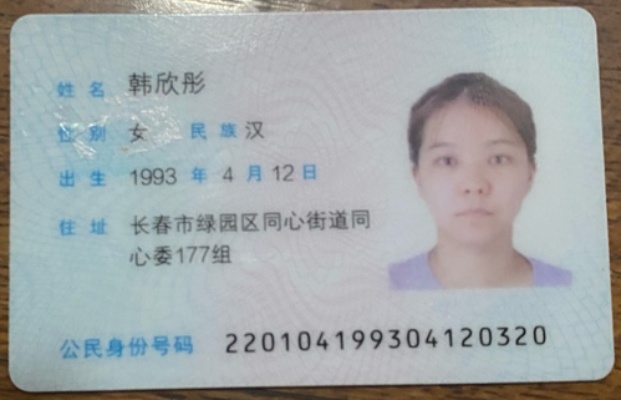 姓名 韩欣彤
性别 女 民族 汉
出生 1993 年 4 月 12 日
住址 长春市绿园区同心街道同
心委177组
公民身份号码 220104199304120320